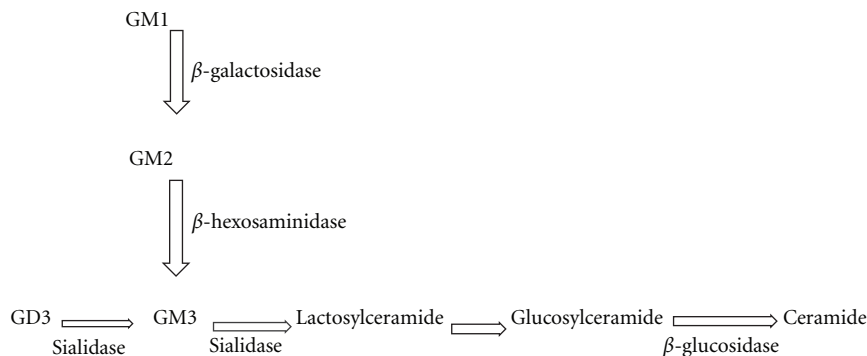 GM1
β-galactosidase
GM2
β-hexosaminidase
GD3 GM3 Lactosylceramide Glucosylceramide Ceramide
Sialidase Sialidase β-glucosidase